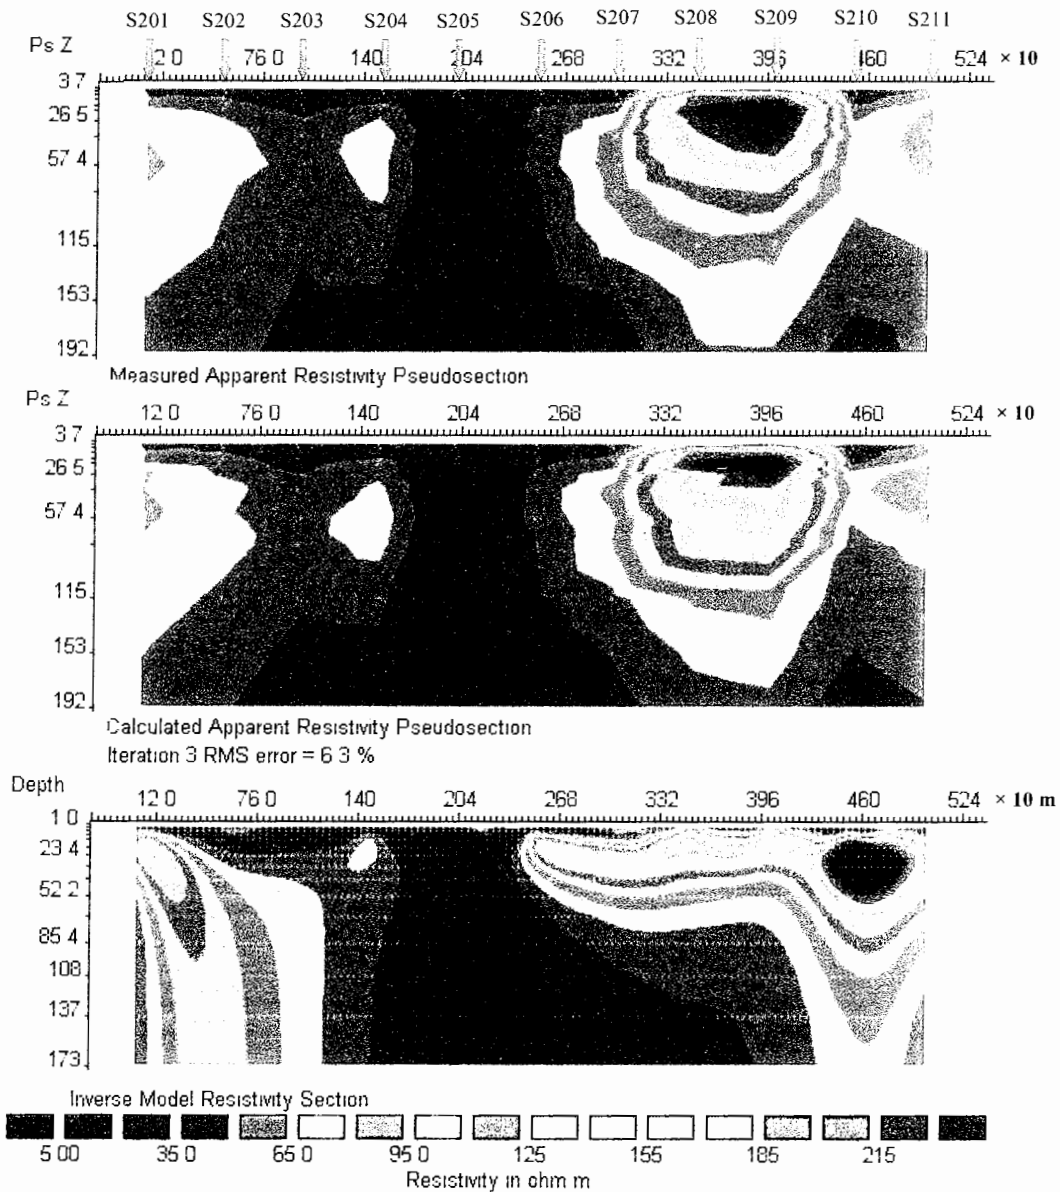 S201 S202 S203 S204 S205 S206 S207 S208 S209 S210 S211
Ps Z 12 0 76 0 140 204 268 332 396 460 524 × 10
3 7
26 5
57 4
115
153
192
Measured Apparent Resistivity Pseudosection
Ps Z 12 0 76 0 140 204 268 332 396 460 524 × 10
3 7
26 5
57 4
115
153
192
Calculated Apparent Resistivity Pseudosection
Iteration 3 RMS error = 6 3 %
Depth 12 0 76 0 140 204 268 332 396 460 524 × 10 m
1 0
23 4
52 2
85 4
108
137
173
Inverse Model Resistivity Section
5 00 35 0 65 0 95 0 125 155 185 215
Resistivity in ohm m